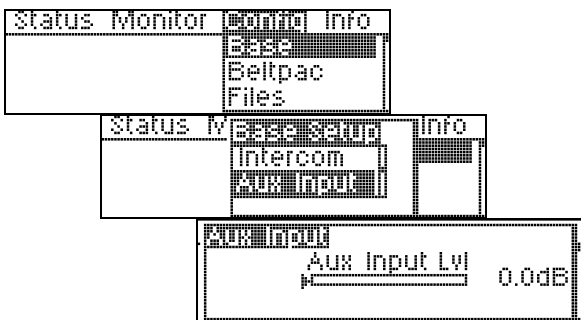 Status Monitor Config Info
Base
Beltpac
Files
Status M Base Setup Info
Intercom
Aux Input
Aux Input
Aux Input Lvl
0.0dB